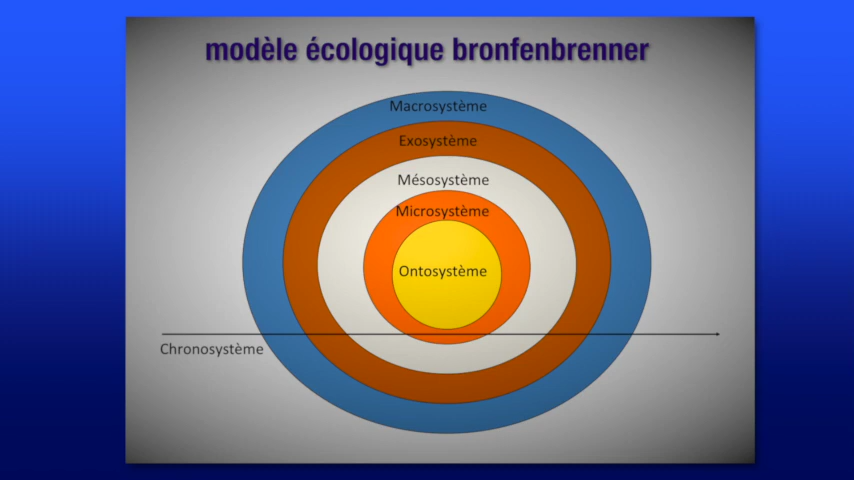 modèle écologique bronfenbrenner
Macrosystème
Exosystème
Mésosystème
Microsystème
Ontosystème
Chronosystème